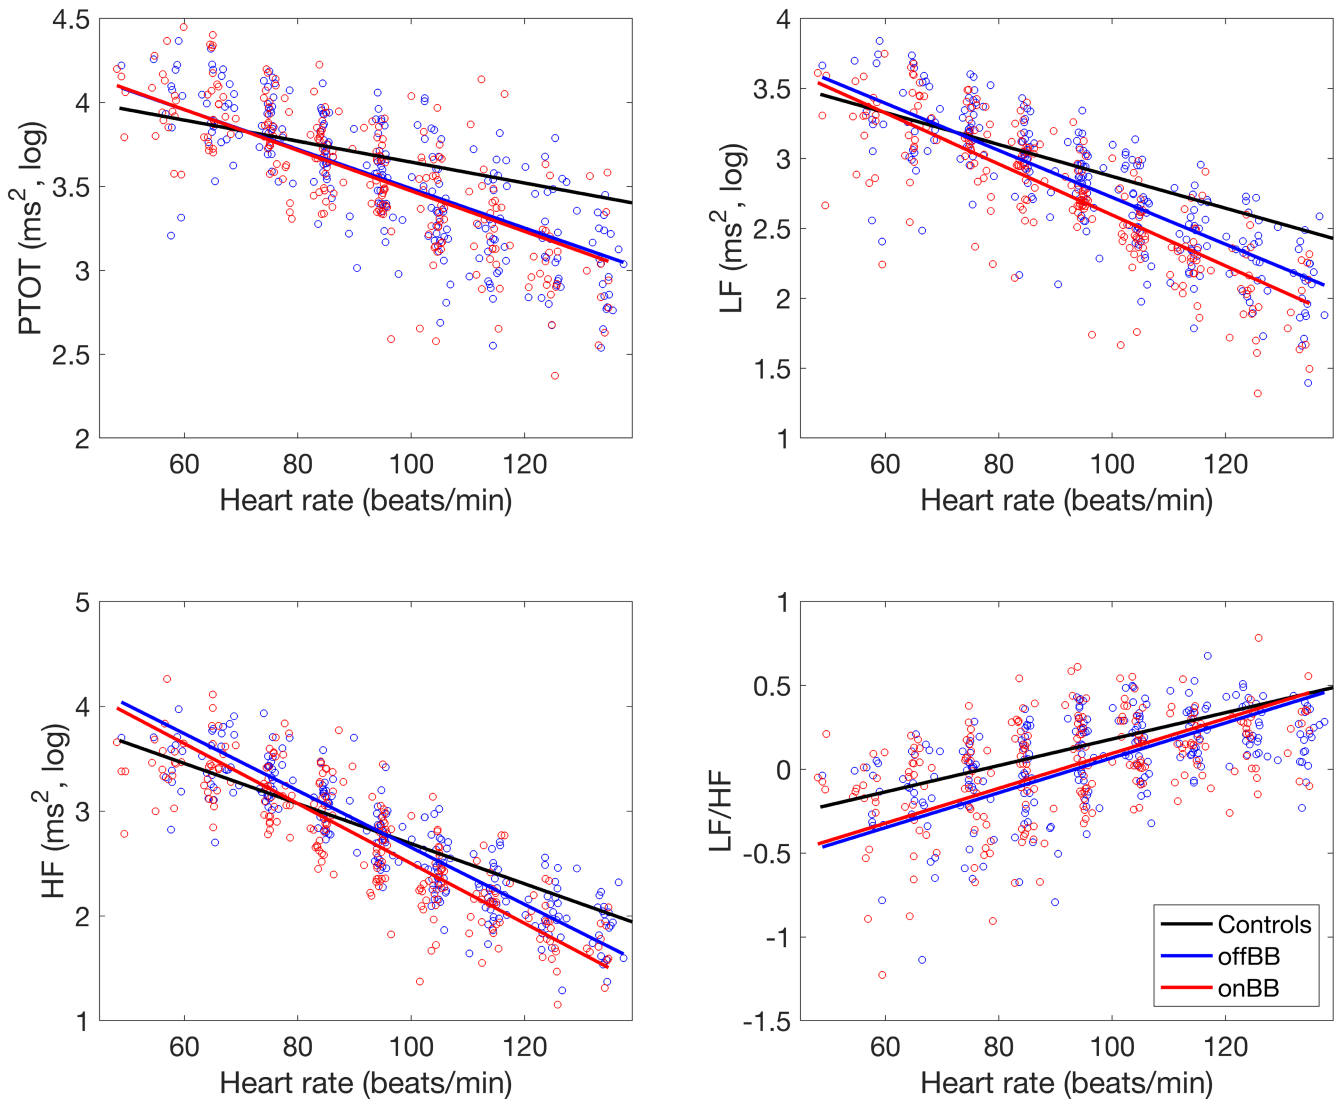 4.5
4
3.5
3
2.5
2
PTOT (ms², log)
60 80 100 120
Heart rate (beats/min)
4
3.5
3
2.5
2
1.5
1
LF (ms², log)
60 80 100 120
Heart rate (beats/min)
5
4
3
2
1
HF (ms², log)
60 80 100 120
Heart rate (beats/min)
1
0.5
0
-0.5
-1
-1.5
LF/HF
Controls
offBB
onBB
60 80 100 120
Heart rate (beats/min)